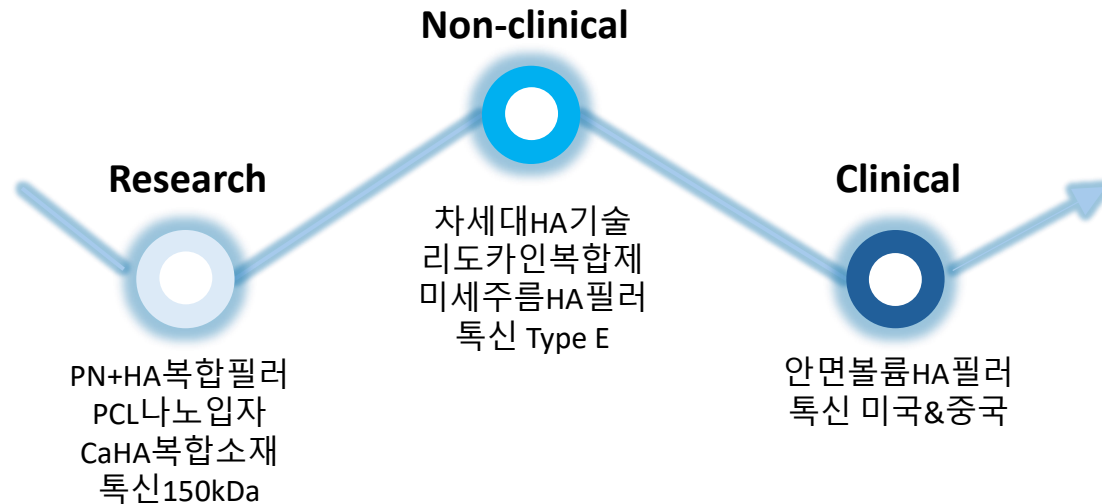 Non-clinical
차세대HA기술
리도카인복합제
미세주름HA필러
톡신 Type E
Research
PN+HA복합필러
PCL나노입자
CaHA복합소재
톡신150kDa
Clinical
안면볼륨HA필러
톡신 미국&중국